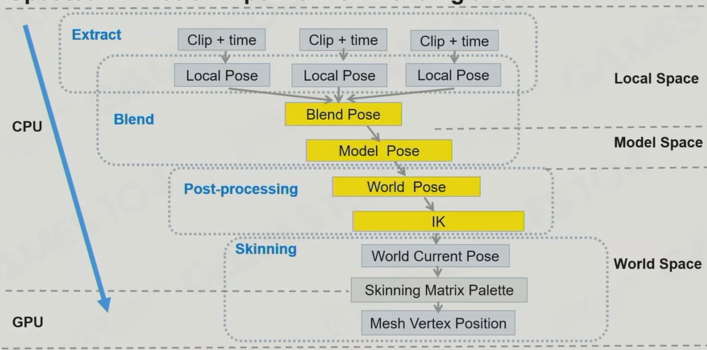 Extract
Clip + time
Clip + time
Clip + time
Local Pose
Local Pose
Local Pose
Local Space
Blend
Blend Pose
CPU
Model Pose
Model Space
Post-processing
World Pose
IK
Skinning
World Current Pose
World Space
Skinning Matrix Palette
GPU
Mesh Vertex Position